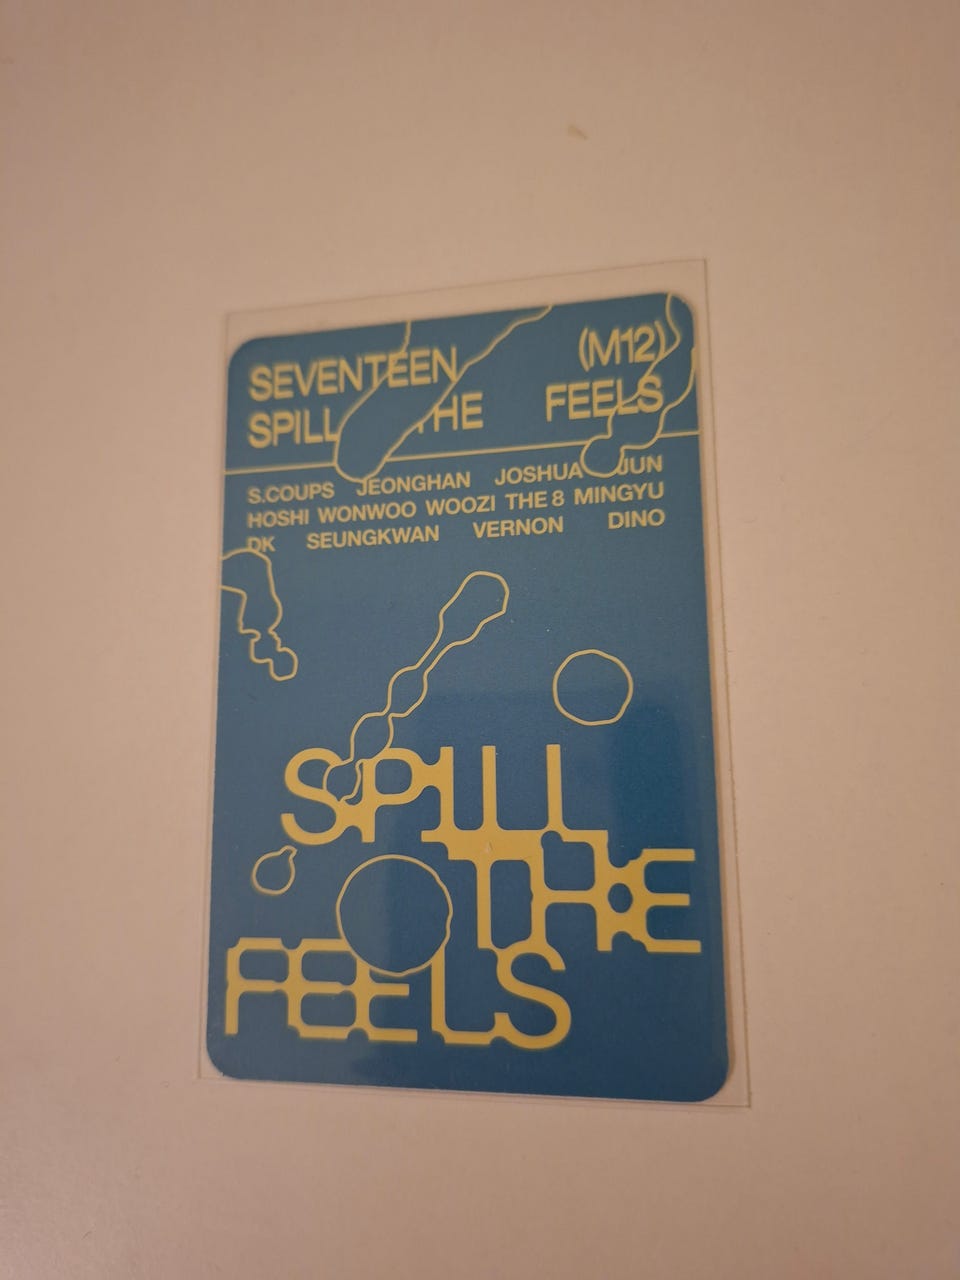 SEVENTEEN (M12)
SPILL THE FEELS
S.COUPS JEONGHAN JOSHUA JUN
HOSHI WONWOO WOOZI THE 8 MINGYU
DK SEUNGKWAN VERNON DINO
SPILL
THE
FEELS